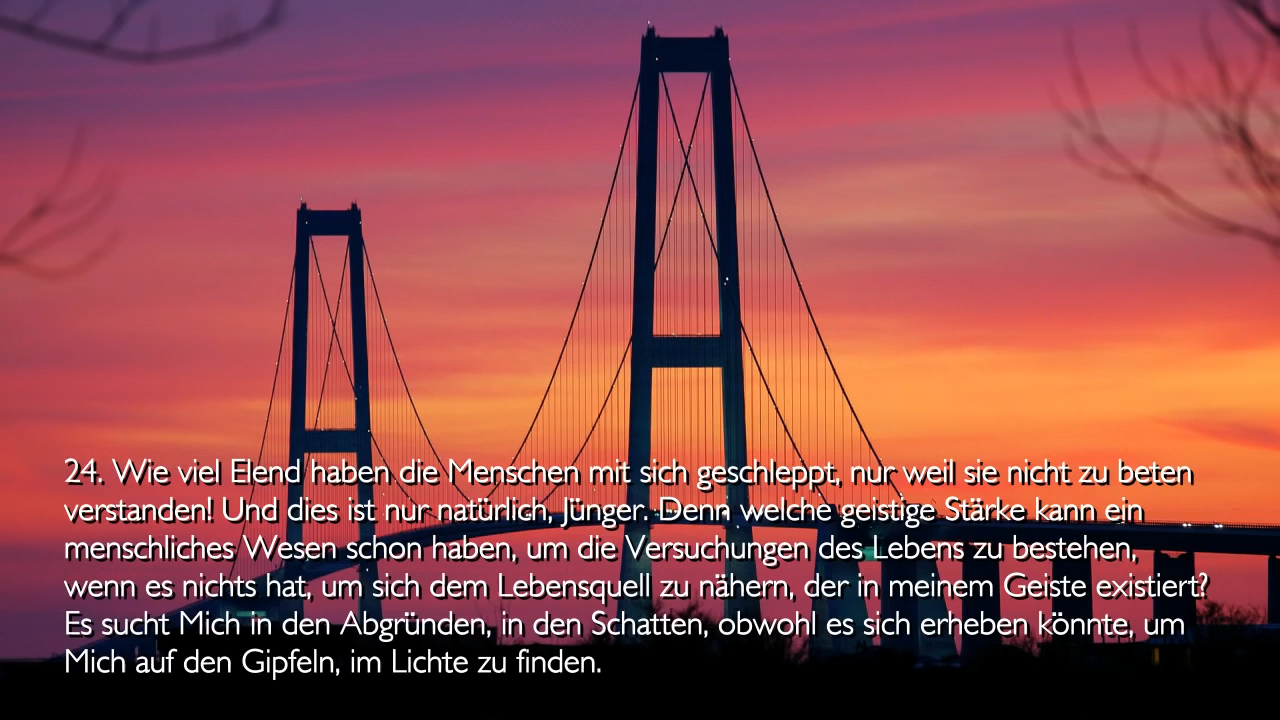 24. Wie viel Elend haben die Menschen mit sich geschleppt, nur weil sie nicht zu beten
verstanden! Und dies ist nur natürlich, Jünger. Denn welche geistige Stärke kann ein
menschliches Wesen schon haben, um die Versuchungen des Lebens zu bestehen,
wenn es nichts hat, um sich dem Lebensquell zu nähern, der in meinem Geiste existiert?
Es sucht Mich in den Abgründen, in den Schatten, obwohl es sich erheben könnte, um
Mich auf den Gipfeln, im Lichte zu finden.